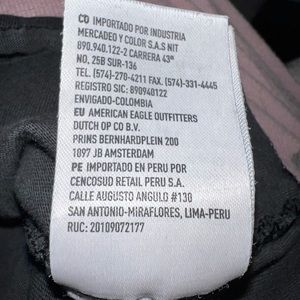 CO IMPORTADO POR INDUSTRIA
MERCADEO Y COLOR S.A.S NIT
890.940.122-2 CARRERA 43ª
NO. 25B SUR-136
TEL. (574)-270-4211 FAX. (574)-331-4445
REGISTRO SIC: 890940122
ENVIGADO-COLOMBIA
EU AMERICAN EAGLE OUTFITTERS
DUTCH OP CO B.V.
PRINS BERNHARDPLEIN 200
1097 JB AMSTERDAM
PE IMPORTADO EN PERU POR
CENCOSUD RETAIL PERU S.A.
CALLE AUGUSTO ANGULO #130
SAN ANTONIO-MIRAFLORES, LIMA-PERU
RUC: 20109072177